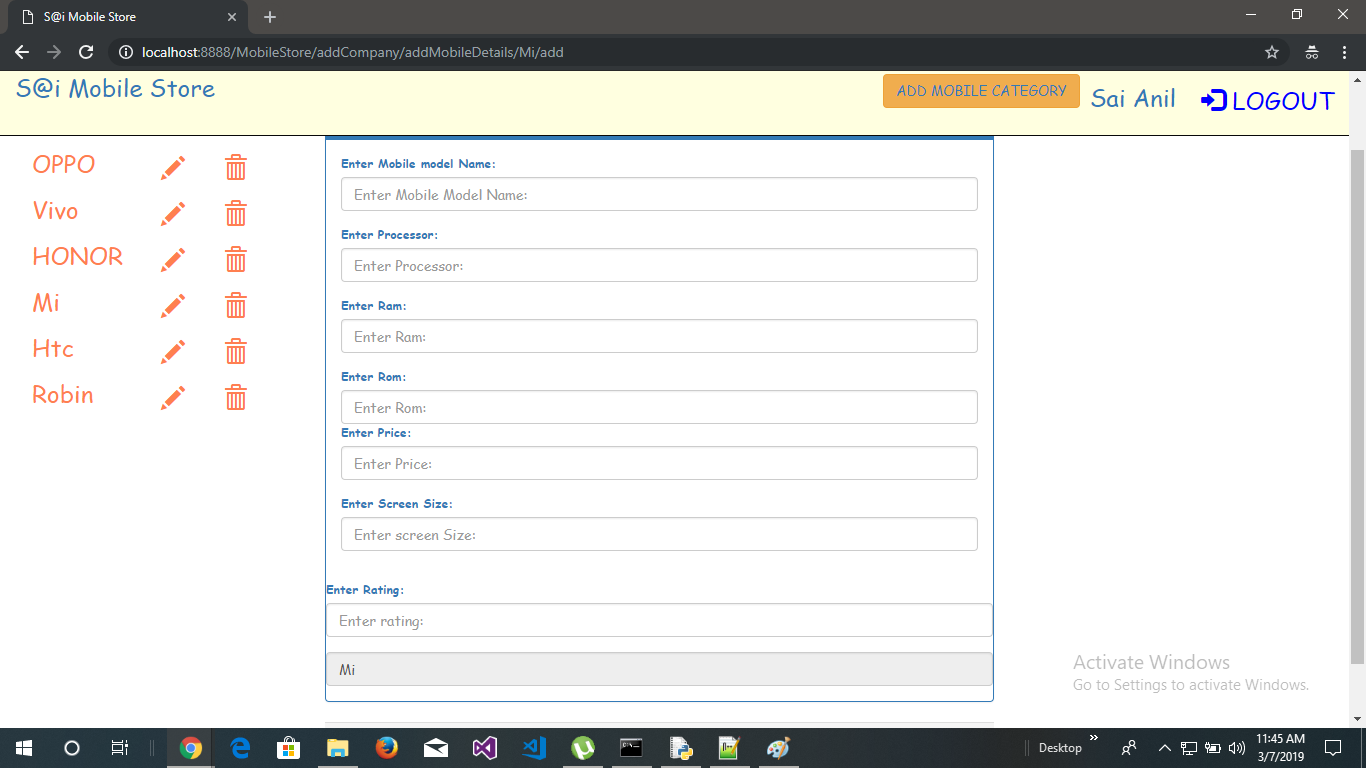 S@i Mobile Store
localhost:8888/MobileStore/addCompany/addMobileDetails/Mi/add
S@i Mobile Store
ADD MOBILE CATEGORY
Sai Anil
LOGOUT
OPPO
Vivo
HONOR
Mi
Htc
Robin
Enter Mobile model Name:
Enter Mobile Model Name:
Enter Processor:
Enter Processor:
Enter Ram:
Enter Ram:
Enter Rom:
Enter Rom:
Enter Price:
Enter Price:
Enter Screen Size:
Enter screen Size:
Enter Rating:
Enter rating:
Mi
Activate Windows
Go to Settings to activate Windows.
Desktop
11:45 AM
3/7/2019